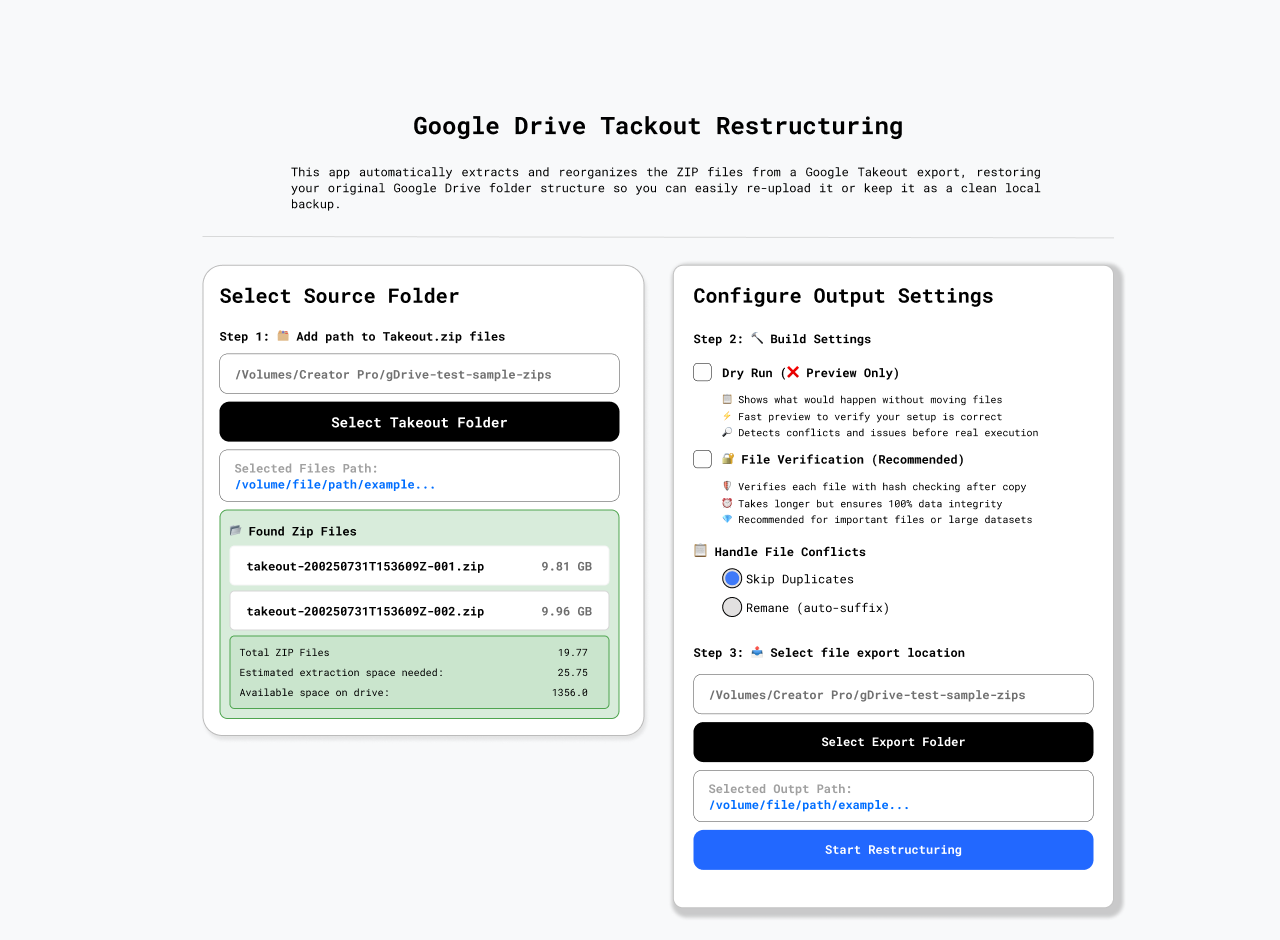 Google Drive Tackout Restructuring
This app automatically extracts and reorganizes the ZIP files from a Google Takeout export, restoring
your original Google Drive folder structure so you can easily re-upload it or keep it as a clean local
backup.
Select Source Folder
Step 1: Add path to Takeout.zip files
/Volumes/Creator Pro/gDrive-test-sample-zips
Select Takeout Folder
Selected Files Path:
/volume/file/path/example...
Found Zip Files
takeout-200250731T153609Z-001.zip 9.81 GB
takeout-200250731T153609Z-002.zip 9.96 GB
Total ZIP Files 19.77
Estimated extraction space needed: 25.75
Available space on drive: 1356.0
Configure Output Settings
Step 2: 🔨 Build Settings
Dry Run (❌ Preview Only)
Shows what would happen without moving files
Fast preview to verify your setup is correct
Detects conflicts and issues before real execution
File Verification (Recommended)
Verifies each file with hash checking after copy
Takes longer but ensures 100% data integrity
Recommended for important files or large datasets
Handle File Conflicts
Skip Duplicates
Remane (auto-suffix)
Step 3: Select file export location
/Volumes/Creator Pro/gDrive-test-sample-zips
Select Export Folder
Selected Outpt Path:
/volume/file/path/example...
Start Restructuring